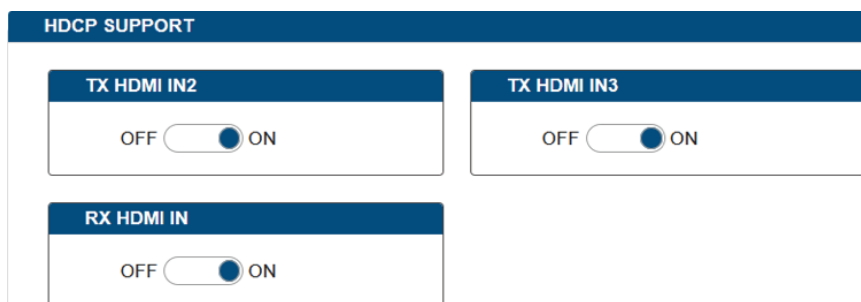 HDCP SUPPORT
TX HDMI IN2
TX HDMI IN3
OFF ON
OFF ON
RX HDMI IN
OFF ON